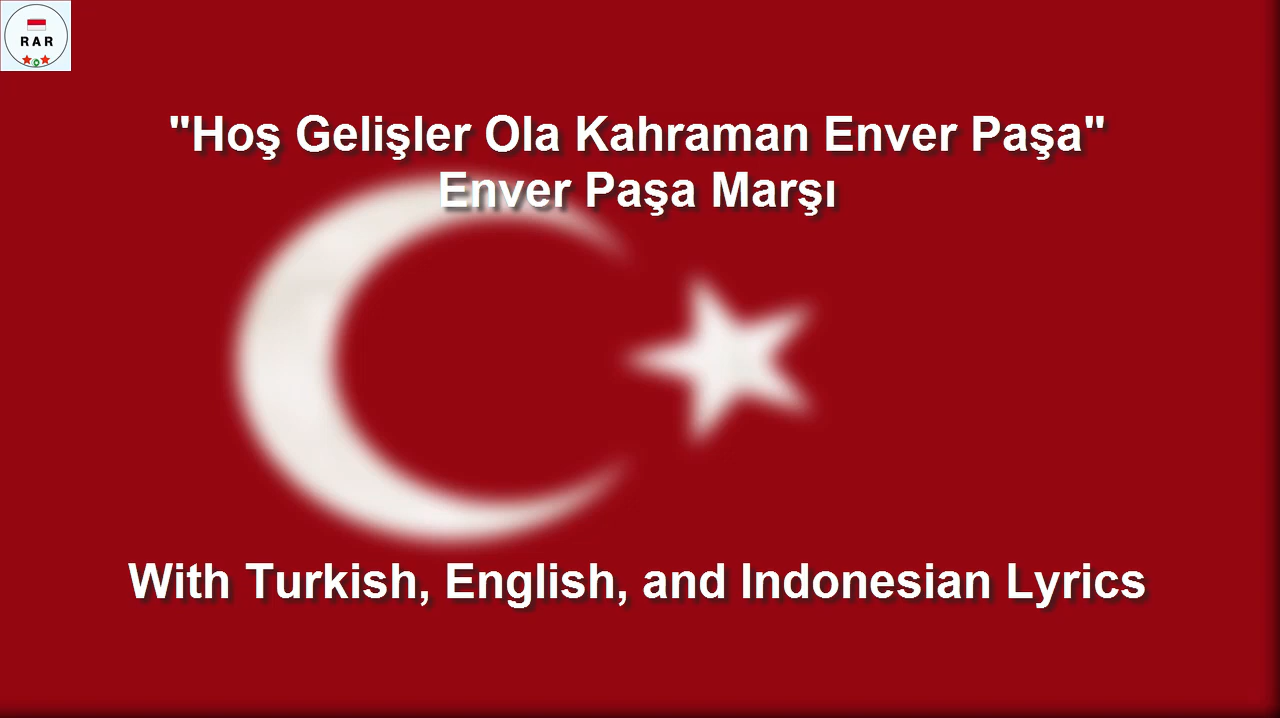 RAR
"Hoş Gelişler Ola Kahraman Enver Paşa"
Enver Paşa Marşı
With Turkish, English, and Indonesian Lyrics